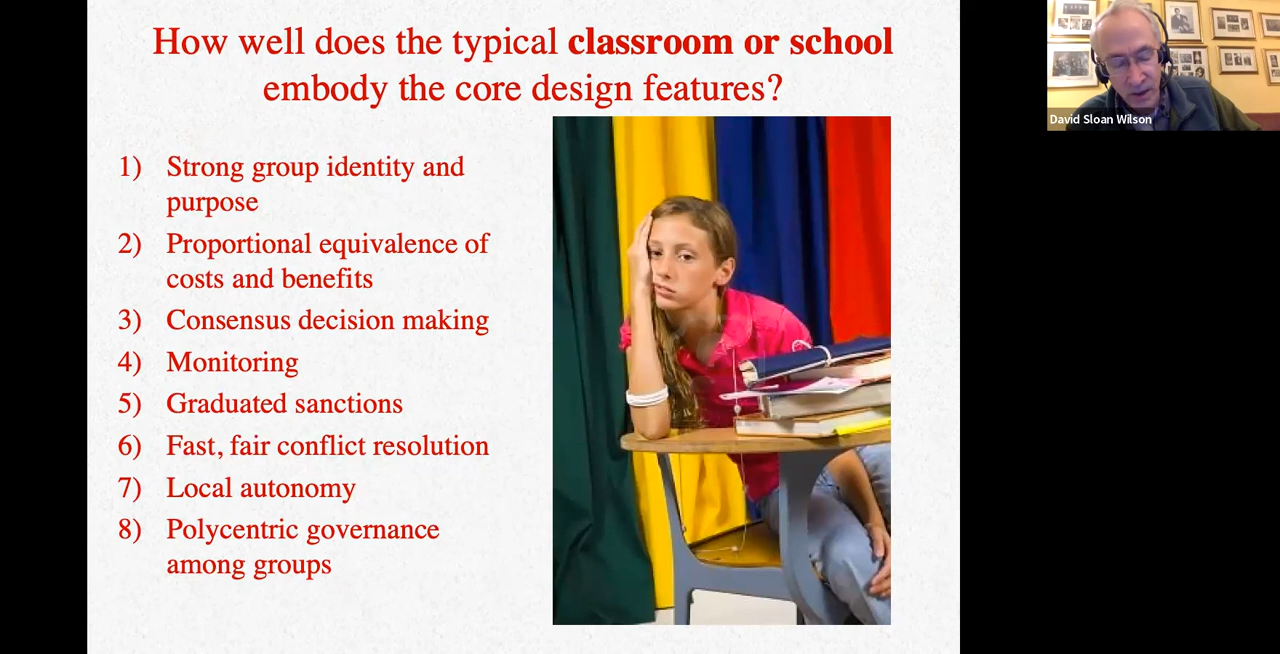 How well does the typical classroom or school
embody the core design features?
1) Strong group identity and
purpose
2) Proportional equivalence of
costs and benefits
3) Consensus decision making
4) Monitoring
5) Graduated sanctions
6) Fast, fair conflict resolution
7) Local autonomy
8) Polycentric governance
among groups
David Sloan Wilson